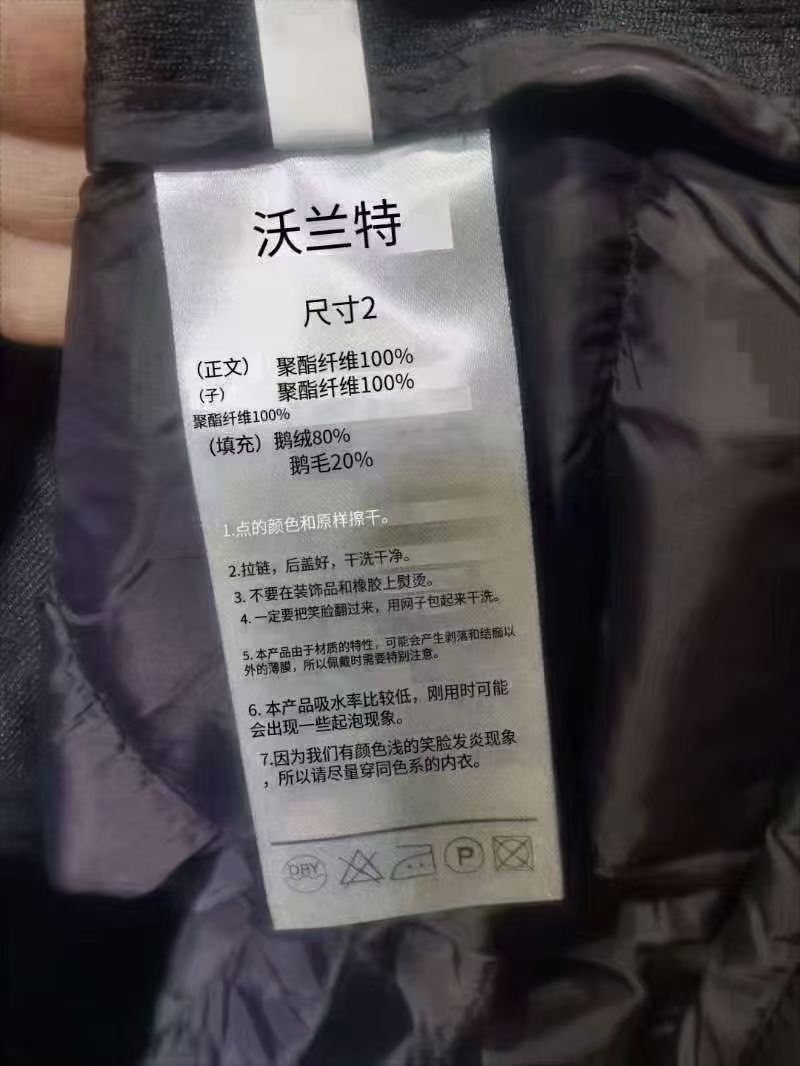 沃兰特
尺寸2
（正文） 聚酯纤维100%
（子） 聚酯纤维100%
聚酯纤维100%
（填充）鹅绒80%
鹅毛20%
1.点的颜色和原样擦干。
2.拉链，后盖好，干洗干净。
3. 不要在装饰品和橡胶上熨烫。
4. 一定要把笑脸翻过来，用网子包起来干洗。
5. 本产品由于材质的特性，可能会产生剥落和结痂以
外的薄膜，所以佩戴时需要特别注意。
6. 本产品吸水率比较低，刚用时可能
会出现一些起泡现象。
7.因为我们有颜色浅的笑脸发炎现象
，所以请尽量穿同色系的内衣。
DRY
P